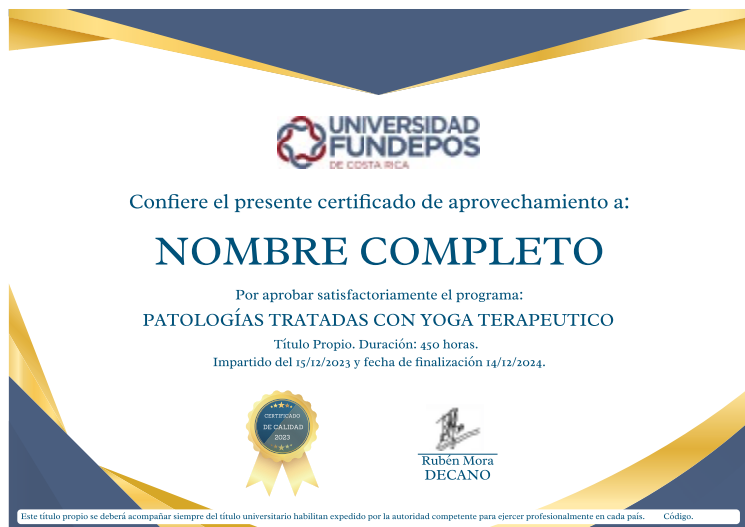 UNIVERSIDAD
FUNDEPOS
DE COSTA RICA
Confiere el presente certificado de aprovechamiento a:
NOMBRE COMPLETO
Por aprobar satisfactoriamente el programa:
PATOLOGÍAS TRATADAS CON YOGA TERAPEUTICO
Título Propio. Duración: 450 horas.
Impartido del 15/12/2023 y fecha de finalización 14/12/2024.
CERTIFICADO
DE CALIDAD
2023
Rubén Mora
DECANO
Este título propio se deberá acompañar siempre del título universitario habilitan expedido por la autoridad competente para ejercer profesionalmente en cada país. Código.